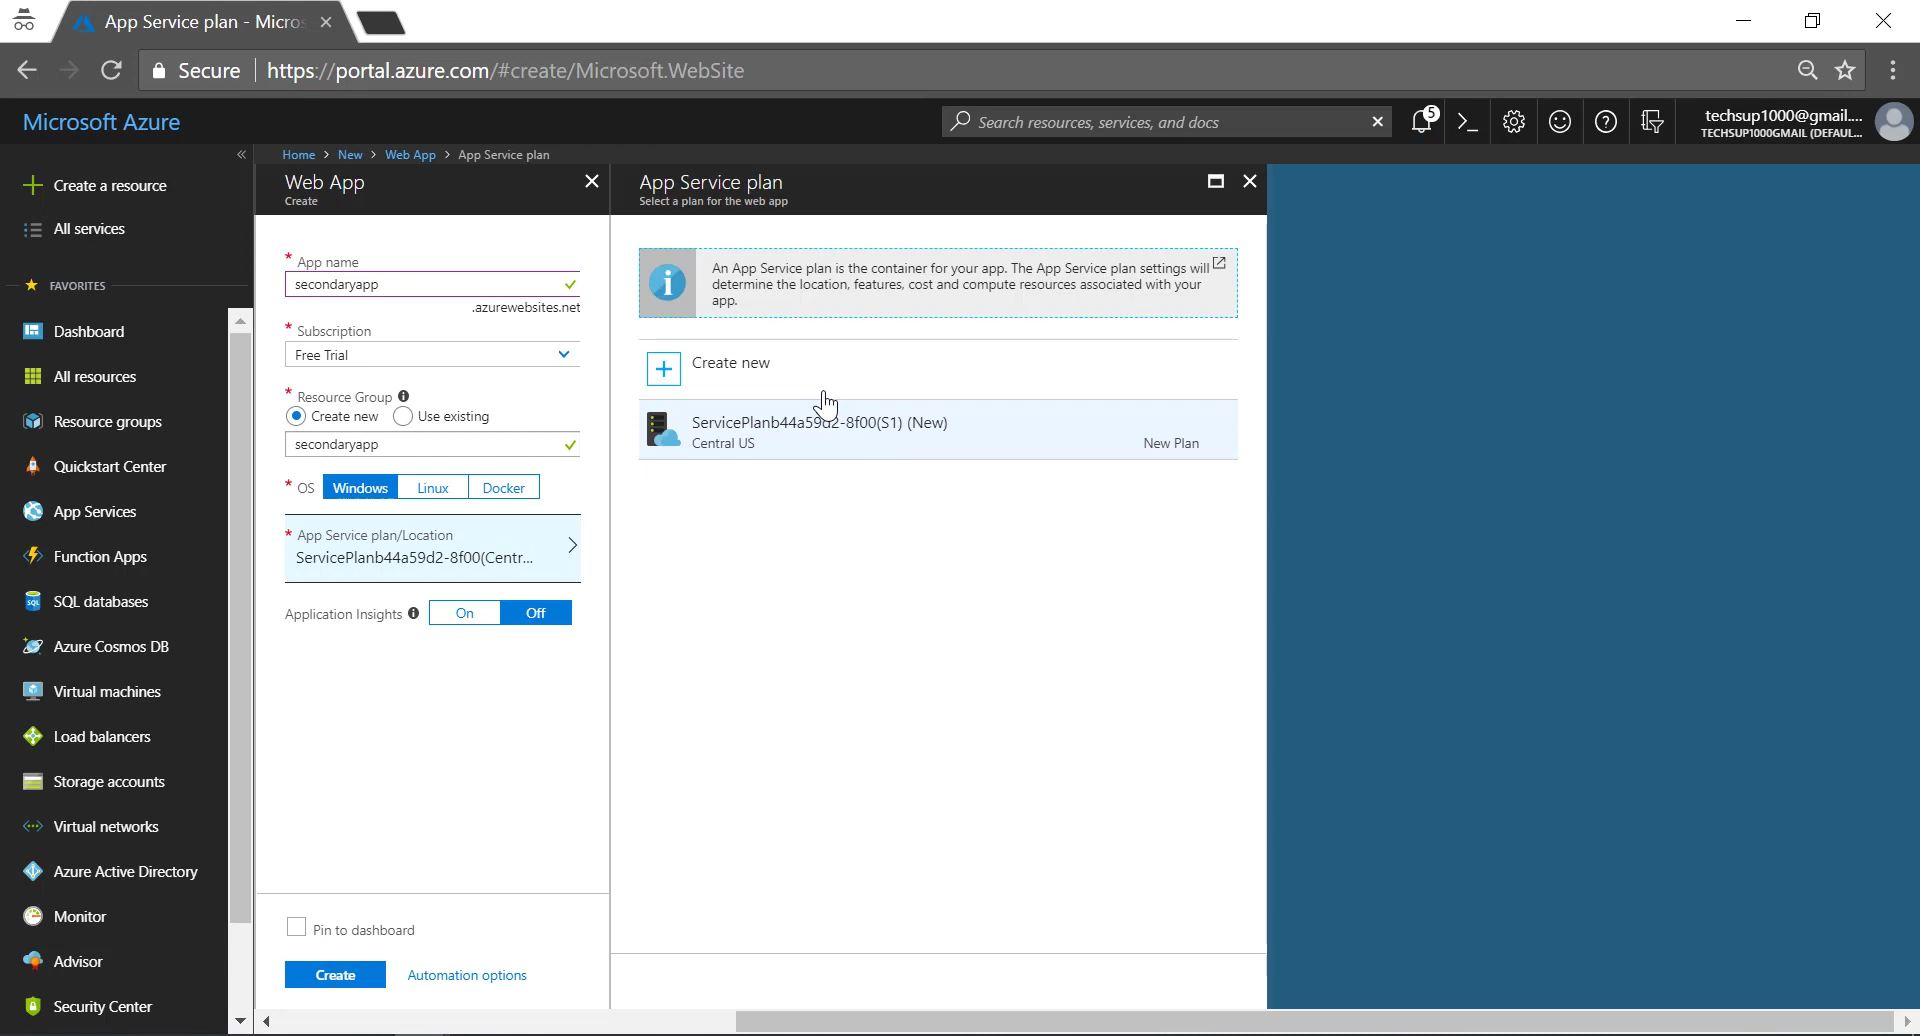 App Service plan - Micros
Secure
https://portal.azure.com/#create/Microsoft.WebSite
Microsoft Azure
Search resources, services, and docs
5
techsup1000@gmail....
TECHSUP1000GMAIL (DEFAUL...
Home > New > Web App > App Service plan
Create a resource
All services
FAVORITES
Dashboard
All resources
Resource groups
Quickstart Center
App Services
Function Apps
SQL databases
Azure Cosmos DB
Virtual machines
Load balancers
Storage accounts
Virtual networks
Azure Active Directory
Monitor
Advisor
Security Center
Web App
Create
* App name
secondaryapp
.azurewebsites.net
* Subscription
Free Trial
* Resource Group
Create new Use existing
secondaryapp
* OS Windows Linux Docker
* App Service plan/Location
ServicePlanb44a59d2-8f00(Centr...
Application Insights On Off
Pin to dashboard
Create Automation options
App Service plan
Select a plan for the web app
An App Service plan is the container for your app. The App Service plan settings will
determine the location, features, cost and compute resources associated with your
app.
Create new
ServicePlanb44a59d2-8f00(S1) (New)
Central US
New Plan